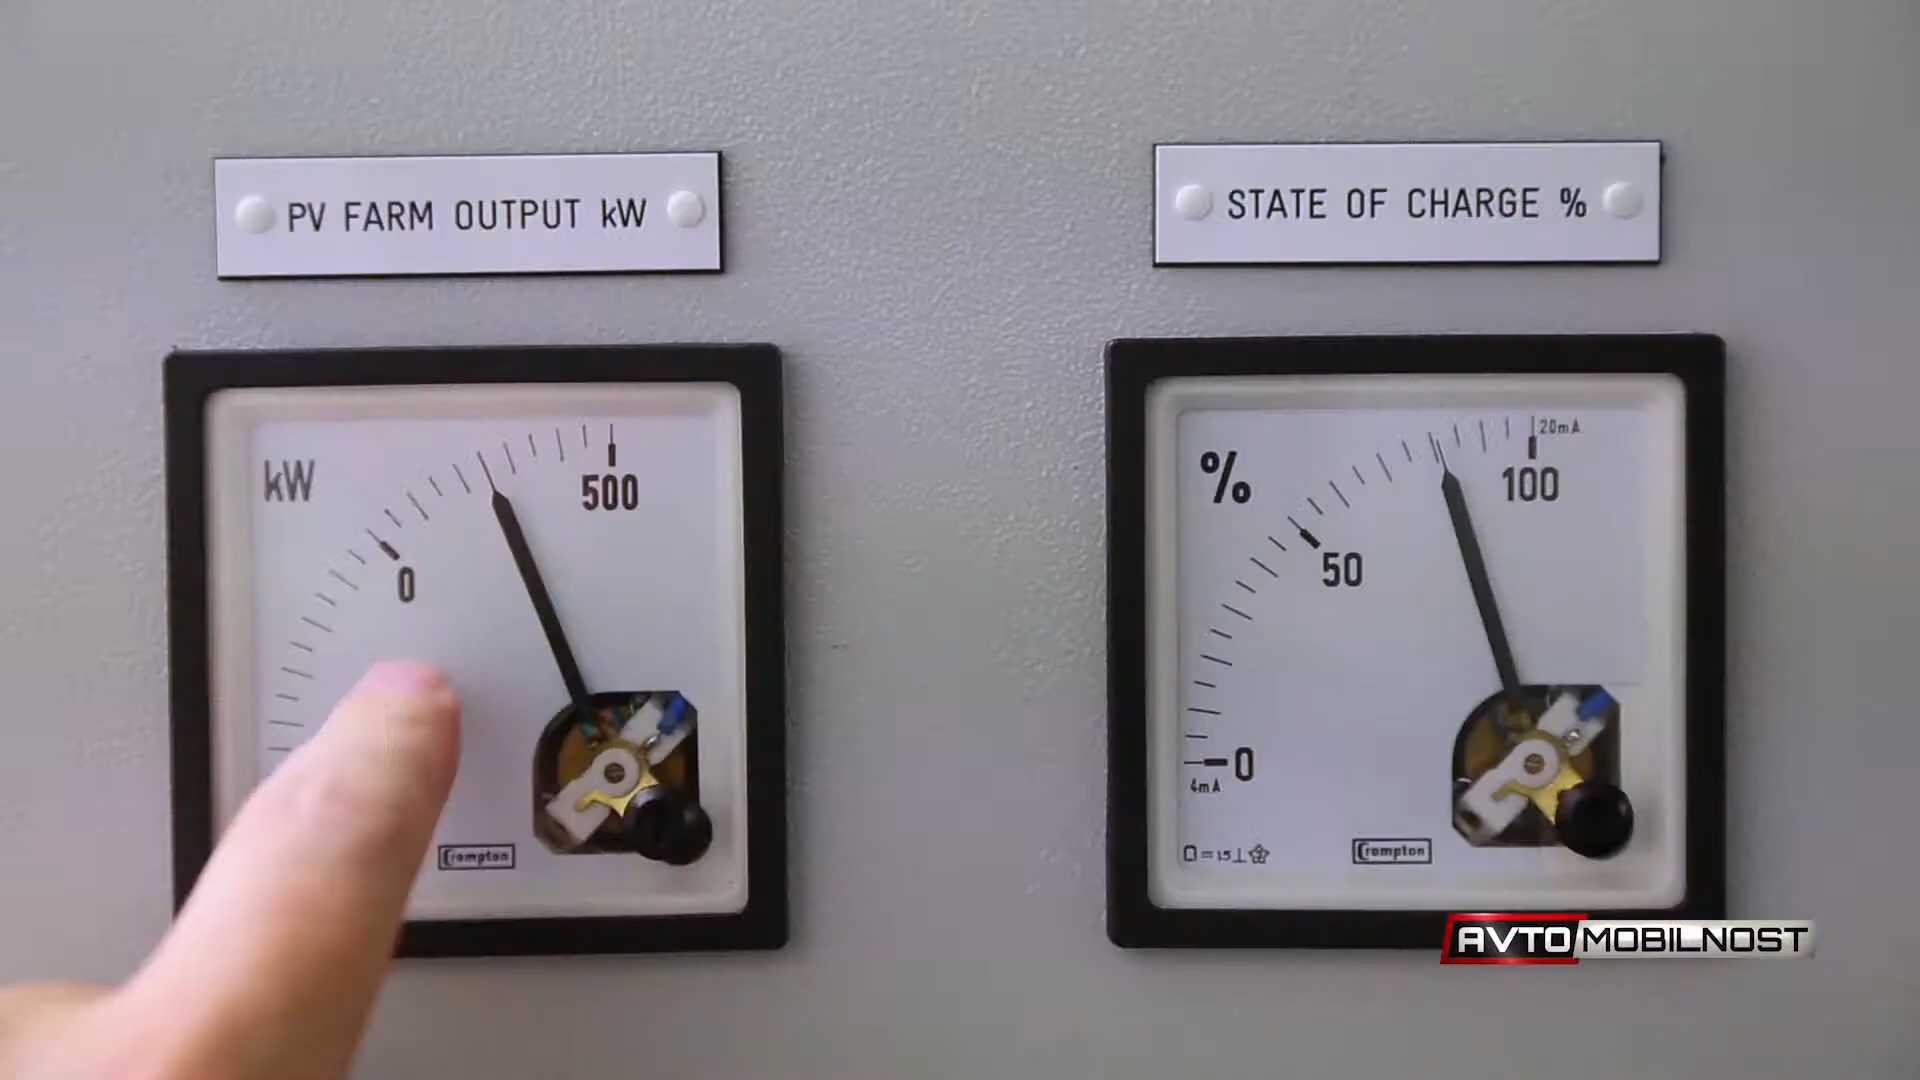 PV FARM OUTPUT kW
STATE OF CHARGE %
kW
500
0
Crompton
%
20mA
100
50
0
4mA
Crompton
AVTOMOBILNOST